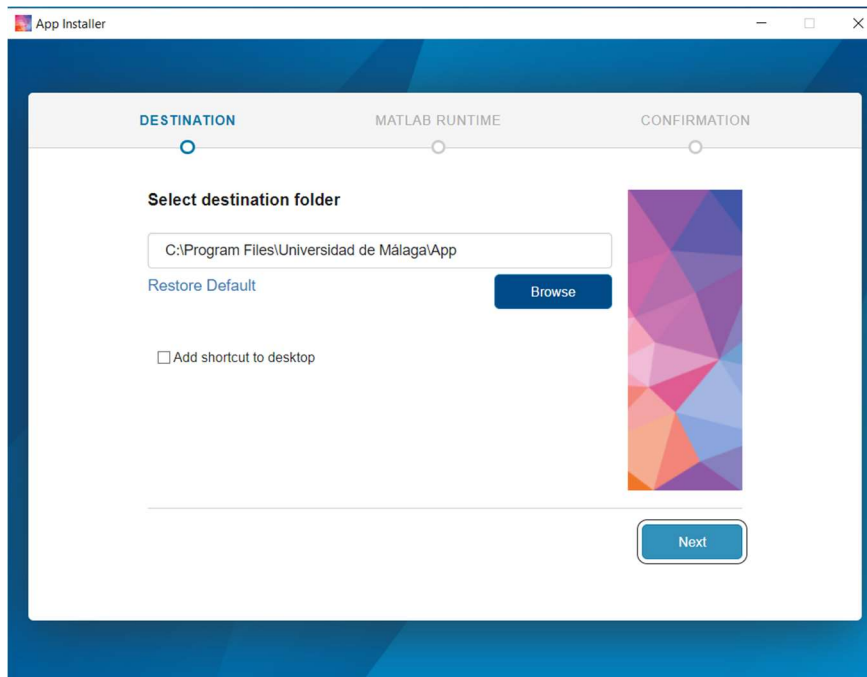 App Installer
DESTINATION
MATLAB RUNTIME
CONFIRMATION
Select destination folder
C:\Program Files\Universidad de Málaga\App
Restore Default
Browse
Add shortcut to desktop
Next